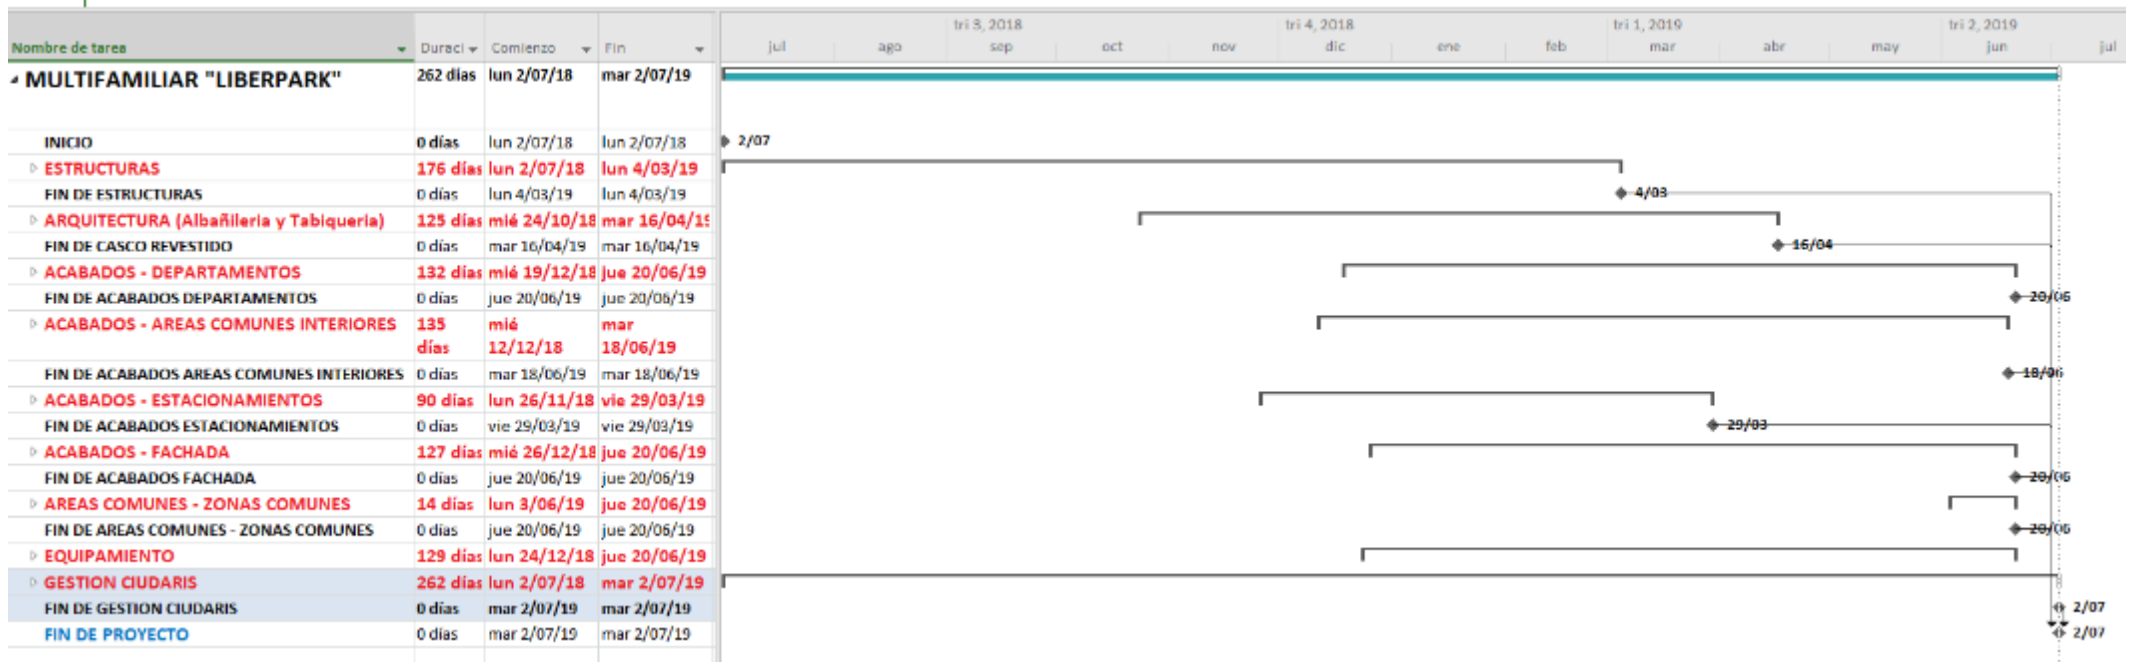 tri 3, 2018 tri 4, 2018 tri 1, 2019 tri 2, 2019
Nombre de tarea Duraci Comienzo Fin jul ago sep oct nov dic ene feb mar abr may jun jul
MULTIFAMILIAR "LIBERPARK" 262 días lun 2/07/18 mar 2/07/19
INICIO 0 días lun 2/07/18 lun 2/07/18 2/07
ESTRUCTURAS 176 días lun 2/07/18 lun 4/03/19
FIN DE ESTRUCTURAS 0 días lun 4/03/19 lun 4/03/19 4/03
ARQUITECTURA (Albañileria y Tabiqueria) 125 días mié 24/10/18 mar 16/04/19
FIN DE CASCO REVESTIDO 0 días mar 16/04/19 mar 16/04/19 16/04
ACABADOS - DEPARTAMENTOS 132 días mié 19/12/18 jue 20/06/19
FIN DE ACABADOS DEPARTAMENTOS 0 días jue 20/06/19 jue 20/06/19 20/06
ACABADOS - AREAS COMUNES INTERIORES 135 mié mar
días 12/12/18 18/06/19
FIN DE ACABADOS AREAS COMUNES INTERIORES 0 días mar 18/06/19 mar 18/06/19 18/06
ACABADOS - ESTACIONAMIENTOS 90 días lun 26/11/18 vie 29/03/19
FIN DE ACABADOS ESTACIONAMIENTOS 0 días vie 29/03/19 vie 29/03/19 29/03
ACABADOS - FACHADA 127 días mié 26/12/18 jue 20/06/19
FIN DE ACABADOS FACHADA 0 días jue 20/06/19 jue 20/06/19 20/06
AREAS COMUNES - ZONAS COMUNES 14 días lun 3/06/19 jue 20/06/19
FIN DE AREAS COMUNES - ZONAS COMUNES 0 días jue 20/06/19 jue 20/06/19 20/06
EQUIPAMIENTO 129 días lun 24/12/18 jue 20/06/19
GESTION CIUDARIS 262 días lun 2/07/18 mar 2/07/19
FIN DE GESTION CIUDARIS 0 días mar 2/07/19 mar 2/07/19 2/07
FIN DE PROYECTO 0 días mar 2/07/19 mar 2/07/19 2/07